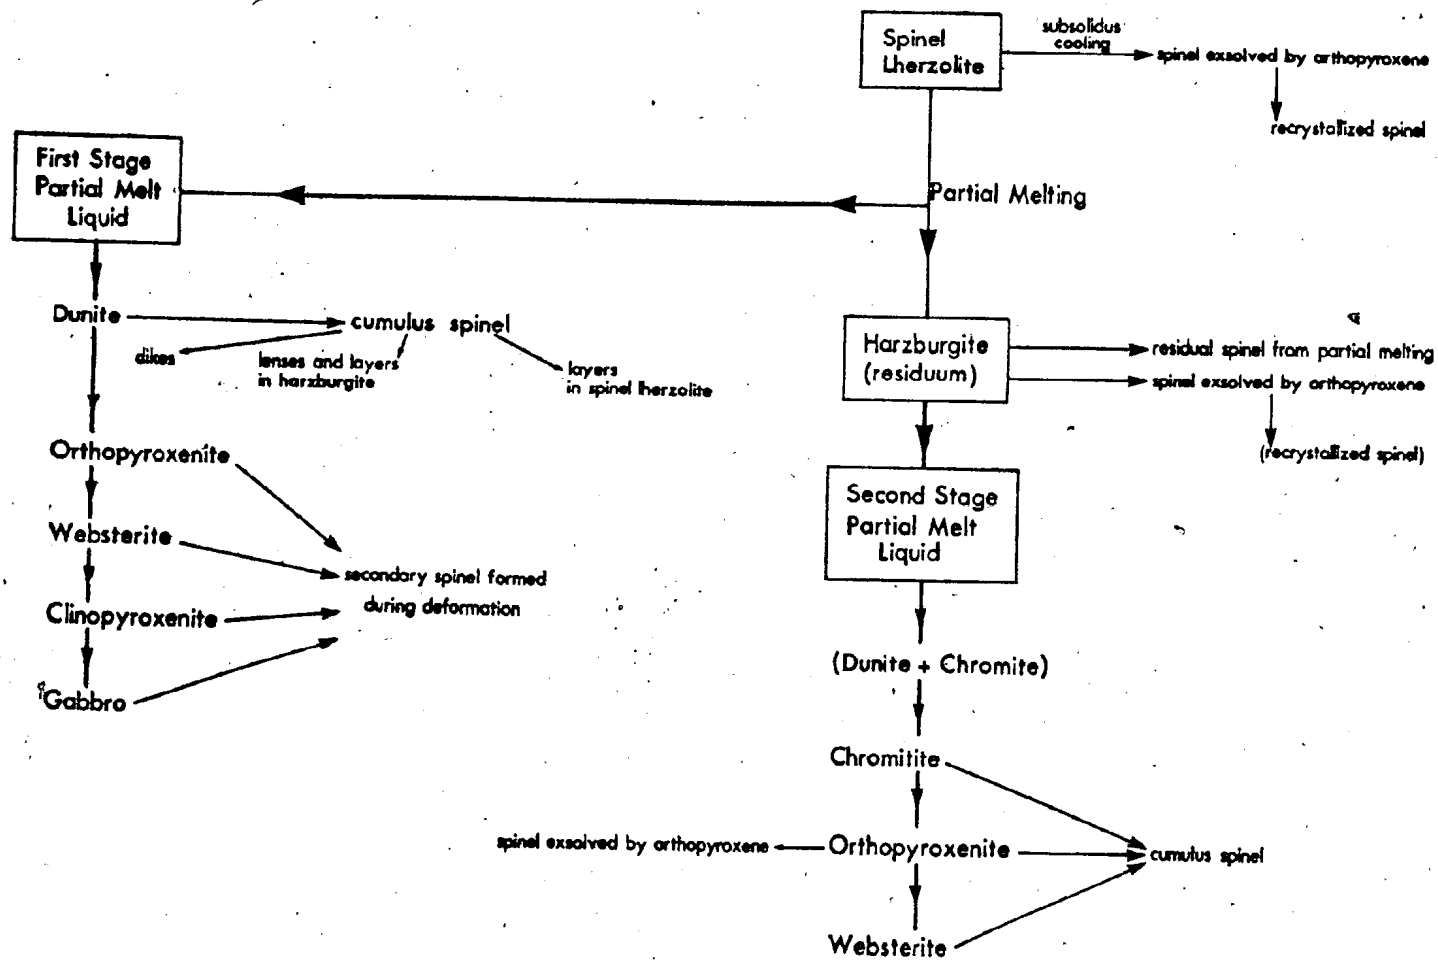 Spinel
Lherzolite
subsolidus
cooling
spinel exsolved by orthopyroxene
recrystallized spinel
First Stage
Partial Melt
Liquid
Partial Melting
Dunite
cumulus spinel
dikes
lenses and layers
in harzburgite
layers
in spinel lherzolite
Harzburgite
(residuum)
residual spinel from partial melting
spinel exsolved by orthopyroxene
(recrystallized spinel)
Orthopyroxenite
Websterite
Clinopyroxenite
Gabbro
secondary spinel formed
during deformation
Second Stage
Partial Melt
Liquid
(Dunite + Chromite)
Chromitite
spinel exsolved by orthopyroxene
Orthopyroxenite
cumulus spinel
Websterite